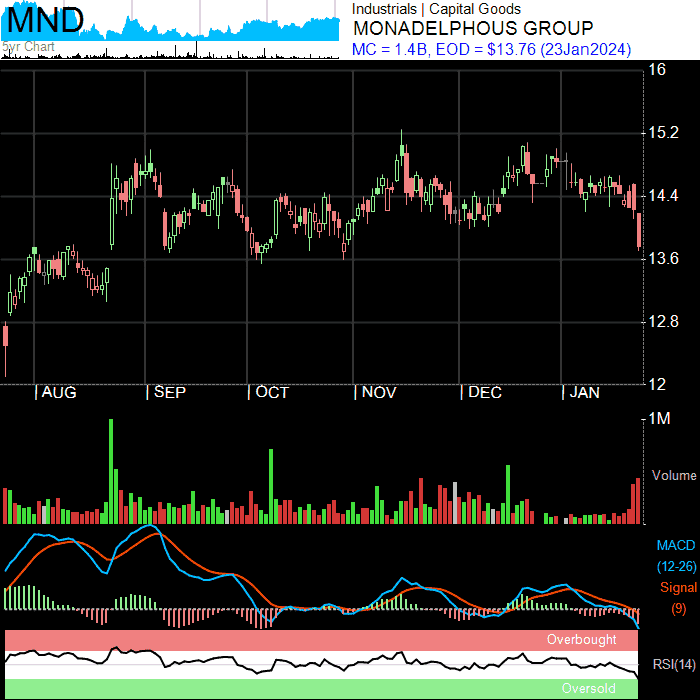 MND
5yr Chart
Industrials | Capital Goods
MONADELPHOUS GROUP
MC = 1.4B, EOD = $13.76 (23Jan2024)
16
15.2
14.4
13.6
12.8
12
| AUG | SEP | OCT | NOV | DEC | JAN
1M
Volume
MACD
(12-26)
Signal
(9)
Overbought
RSI(14)
Oversold